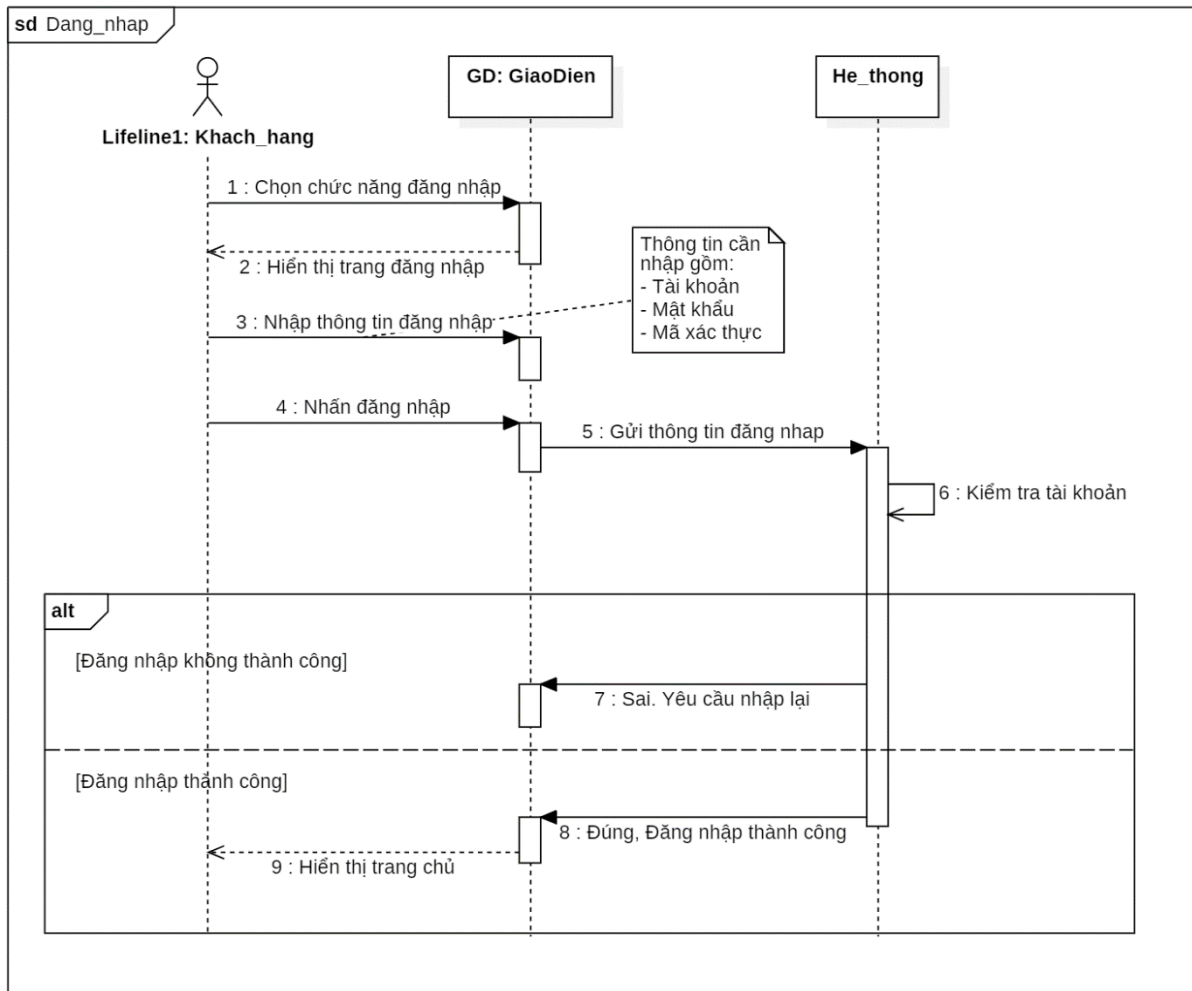 sd Dang_nhap
GD: GiaoDien
He_thong
Lifeline1: Khach_hang
1 : Chọn chức năng đăng nhập
2 : Hiển thị trang đăng nhập
Thông tin cần
nhập gồm:
- Tài khoản
- Mật khẩu
- Mã xác thực
3 : Nhập thông tin đăng nhập
4 : Nhấn đăng nhập
5 : Gửi thông tin đăng nhap
6 : Kiểm tra tài khoản
alt
[Đăng nhập không thành công]
7 : Sai. Yêu cầu nhập lại
[Đăng nhập thành công]
8 : Đúng, Đăng nhập thành công
9 : Hiển thị trang chủ